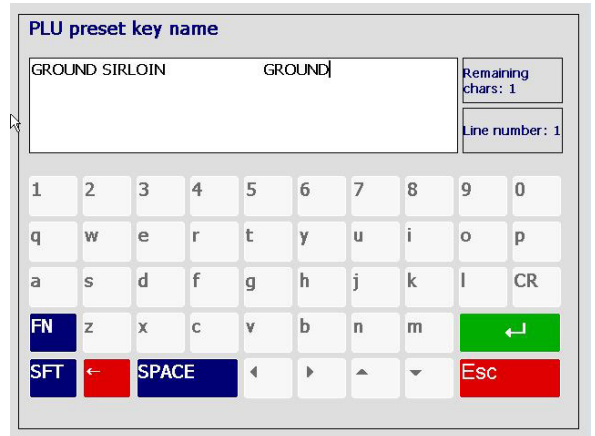 PLU preset key name
GROUND SIRLOIN GROUND
Remaining
chars: 1
Line number: 1
1 2 3 4 5 6 7 8 9 0
q w e r t y u i o p
a s d f g h j k l CR
FN z x c v b n m
SFT ← SPACE Esc